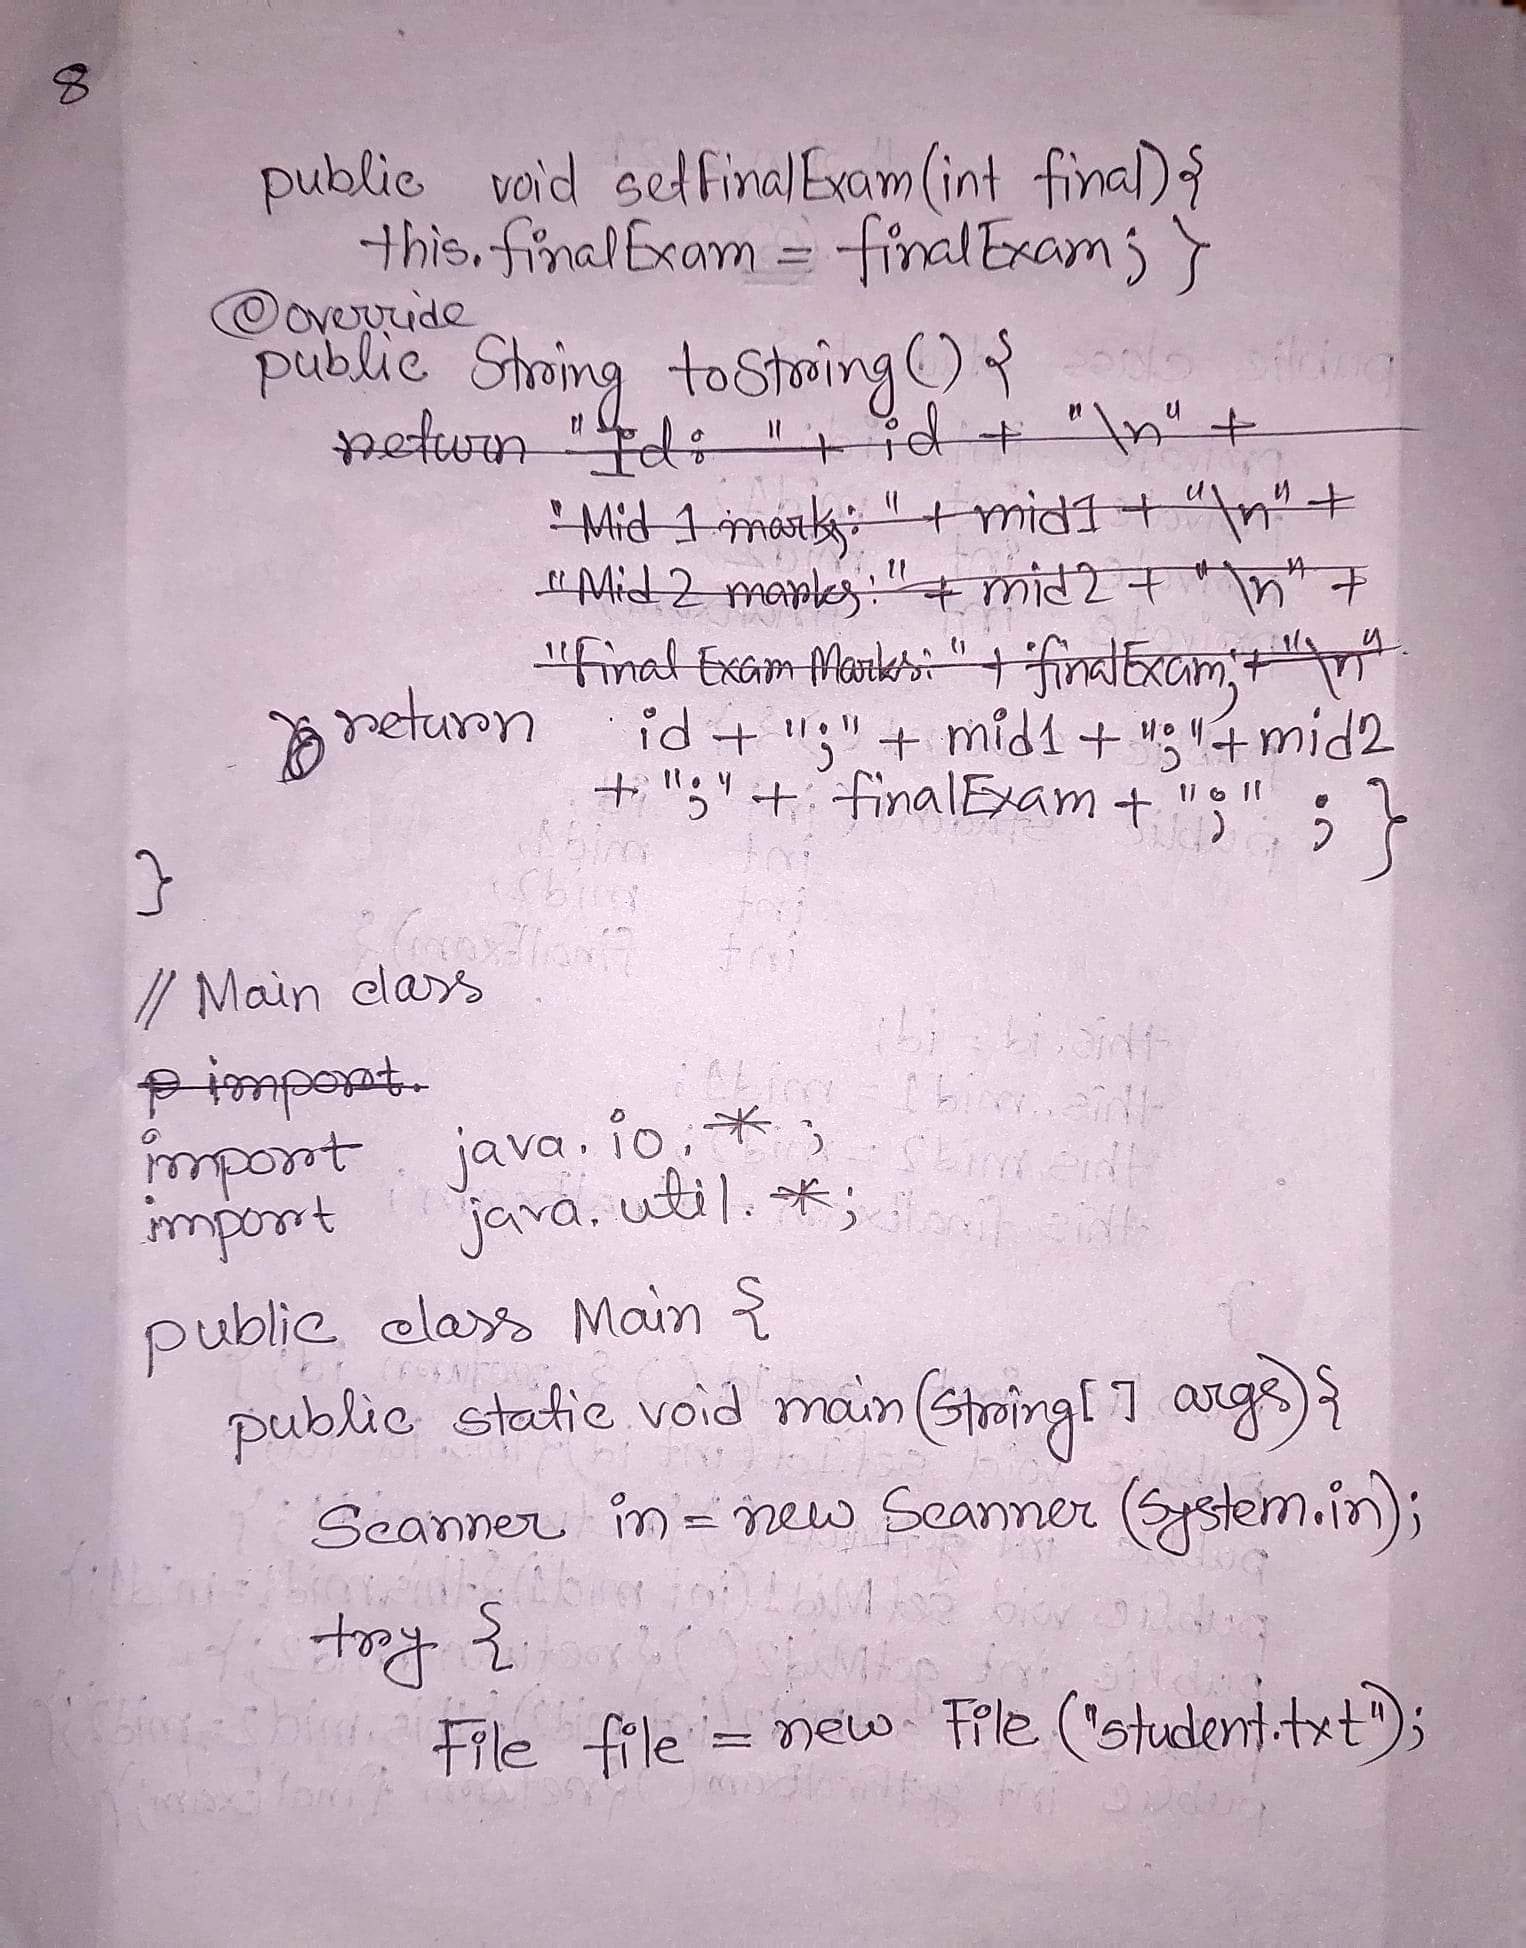 8
public void setFinalExam(int final){
this.finalExam = finalExam; }
@override
public String toString() {
return "Id: " + id + "\n" +
"Mid 1 marks: " + mid1 + "\n" +
"Mid 2 marks: " + mid2 + "\n" +
"Final Exam Marks: " + finalExam; + "\n"
return id + ";" + mid1 + ";" + mid2
+ ";" + finalExam + ";" ; }
}
// Main class
p import.
import java.io.*;
import java.util.*;
public class Main {
public static void main(String[] args){
Scanner in = new Scanner (System.in);
try {
File file = new File ("student.txt");